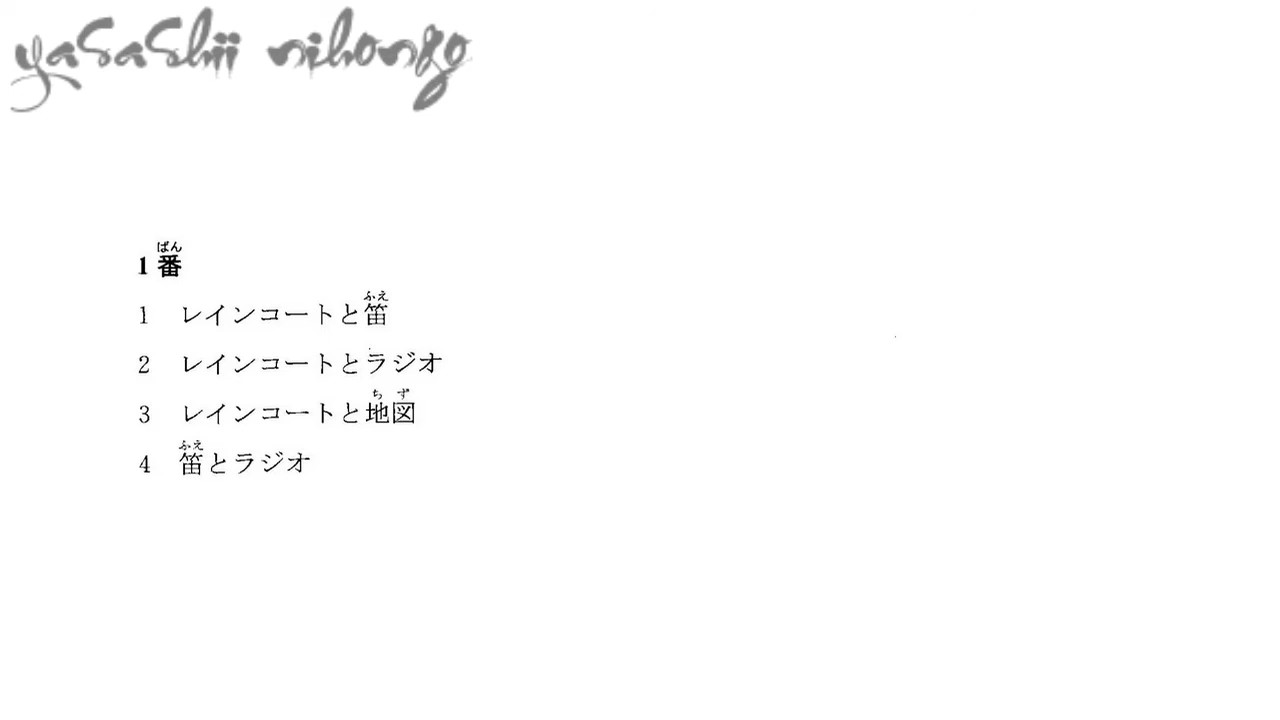 yasashii nihongo
1番
1 レインコートと笛
2 レインコートとラジオ
3 レインコートと地図
4 笛とラジオ